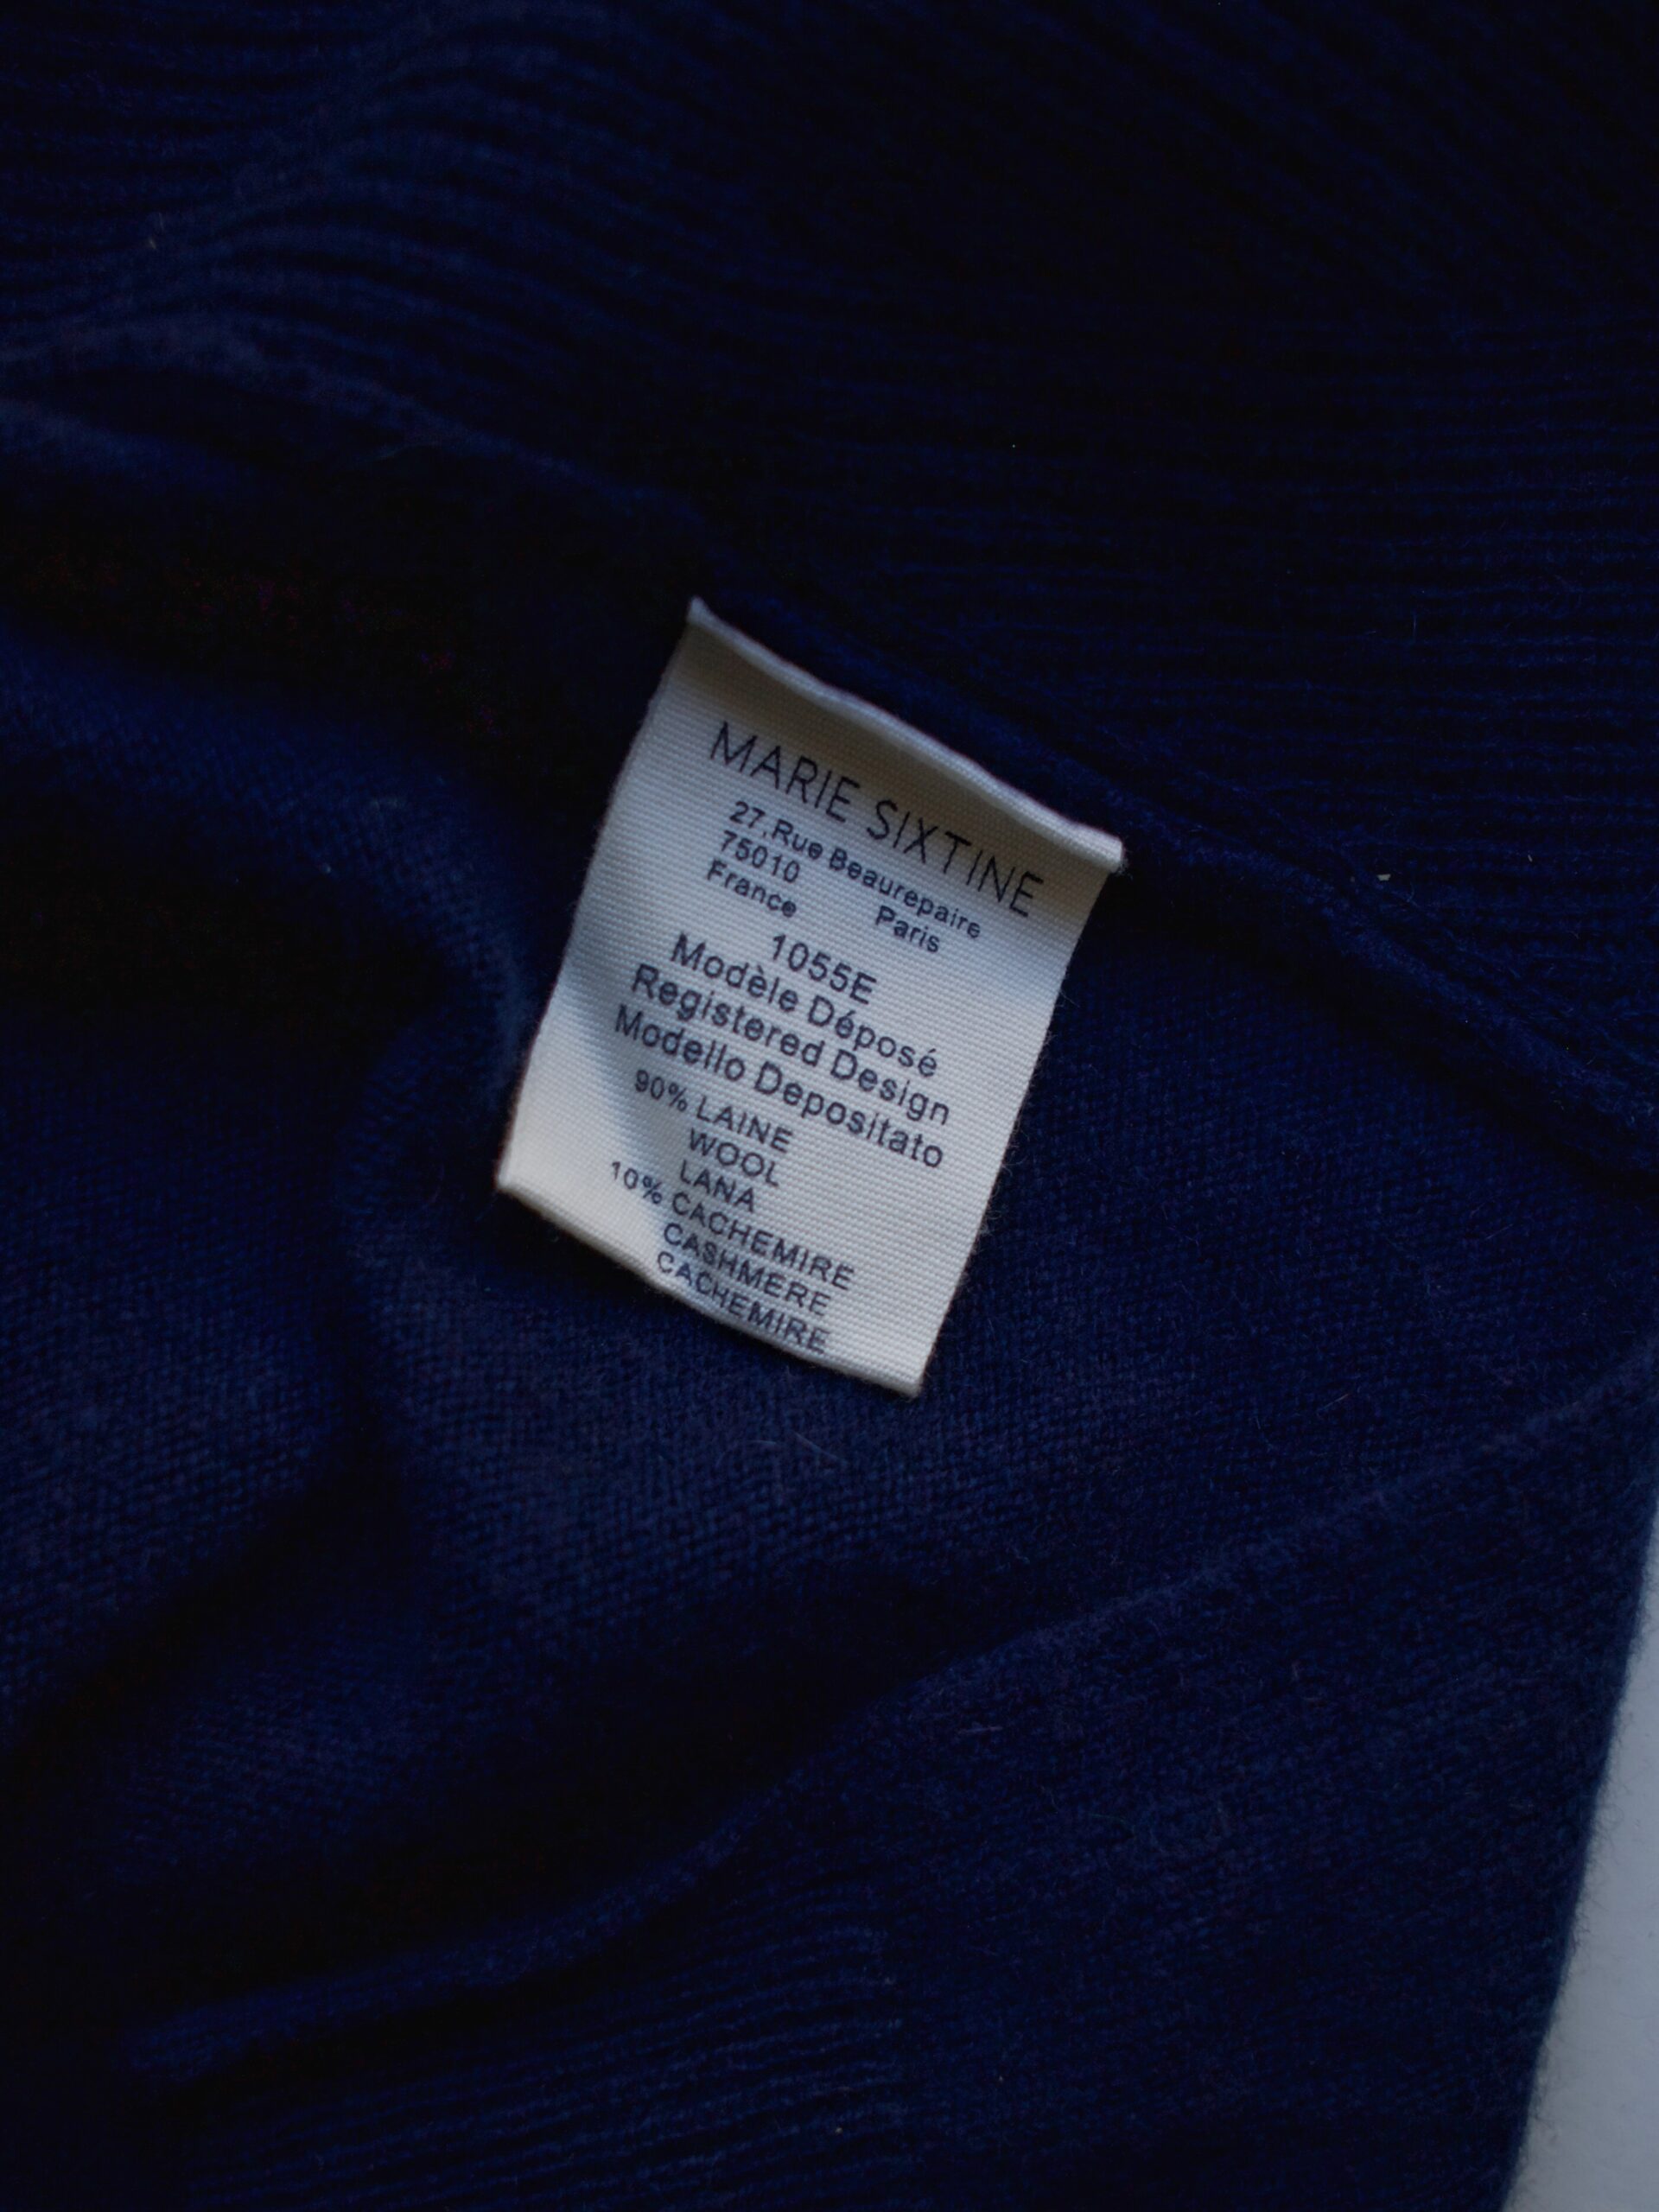 MARIE SIXTINE
27,Rue Beaurepaire
75010 Paris
France
1055E
Modèle Déposé
Registered Design
Modello Depositato
90% LAINE
WOOL
LANA
10% CACHEMIRE
CASHMERE
CACHEMIRE